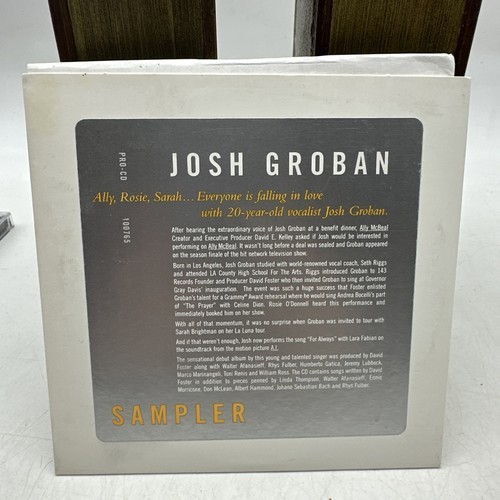 JOSH GROBAN
PRO-CD 100765
Ally, Rosie, Sarah... Everyone is falling in love
with 20-year-old vocalist Josh Groban.
After hearing the extraordinary voice of Josh Groban at a benefit dinner, Ally McBeal
Creator and Executive Producer David E. Kelley asked if Josh would be interested in
performing on Ally McBeal. It wasn't long before a deal was sealed and Groban appeared
on the season finale of the hit network television show.
Born in Los Angeles, Josh Groban studied with world-renowned vocal coach, Seth Riggs
and attended LA County High School For The Arts. Riggs introduced Groban to 143
Records Founder and Producer David Foster who then invited Groban to sing at Governor
Gray Davis' inauguration. The event was such a huge success that Foster enlisted
Groban's talent for a Grammy® Award rehearsal where he would sing Andrea Bocelli's part
of "The Prayer" with Celine Dion. Rosie O'Donnell heard this performance and
immediately booked him on her show.
With all of that momentum, it was no surprise when Groban was invited to tour with
Sarah Brightman on her La Luna tour.
And if that weren't enough, Josh now performs the song "For Always" with Lara Fabian on
the soundtrack from the motion picture A.I.
The sensational debut album by this young and talented singer was produced by David
Foster along with Walter Afanasieff, Rhys Fulber, Humberto Gatica, Jeremy Lubbock,
Marco Marinangeli, Toni Renis and William Ross. The CD contains songs written by David
Foster in addition to pieces penned by Linda Thompson, Walter Afanasieff, Ennio
Morricone, Don McLean, Albert Hammond, Johann Sebastian Bach and Rhys Fulber.
SAMPLER